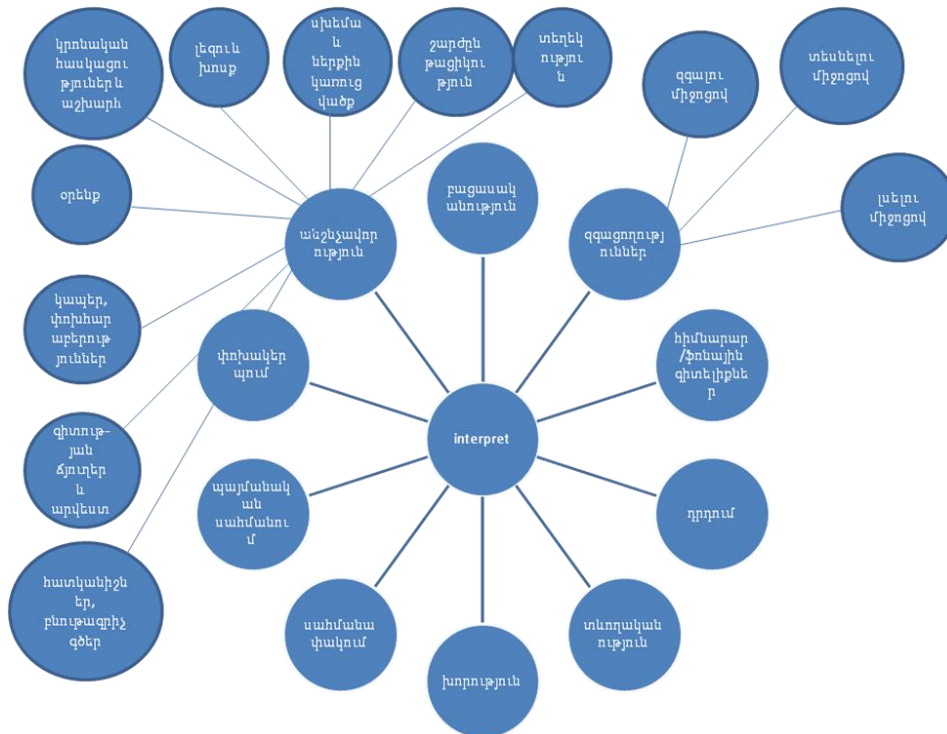 կրոնական
հասկացու
թյուներև
աշխարհ
լեզուև
խոսք
սխեմա
և
ներքին
կառուց
վածք
շարժըն
թացիկու
թյուն
տեղեկ
ությու
ն
զգալու
միջոցով
տեսնելու
միջոցով
լսելու
միջոցով
օրենք
անշնչավոր
ություն
բացասակ
անություն
զգացողությ
ուններ
կապեր,
փոխհար
աբերութ
յուններ
փոխակեր
պում
հիմնարար
/ֆոնային
գիտելիքնե
ր
interpret
գիտութ-
յան
ճյուղեր
և
արվեստ
պայմանակ
ան
սահմանու
մ
դրդում
հատկանիշն
եր,
բնութագրիչ
գծեր
սահմանա
փակում
տևողական
ություն
խորություն